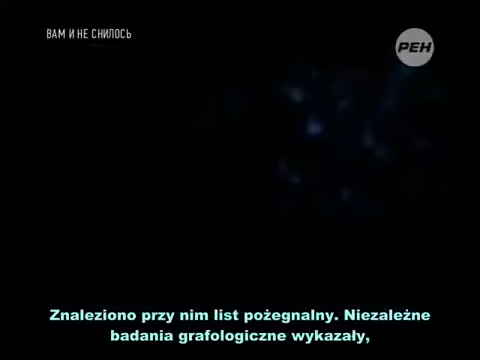 ВАМ И НЕ СНИЛОСЬ
РЕН
Znaleziono przy nim list pożegnalny. Niezależne
badania grafologiczne wykazały,